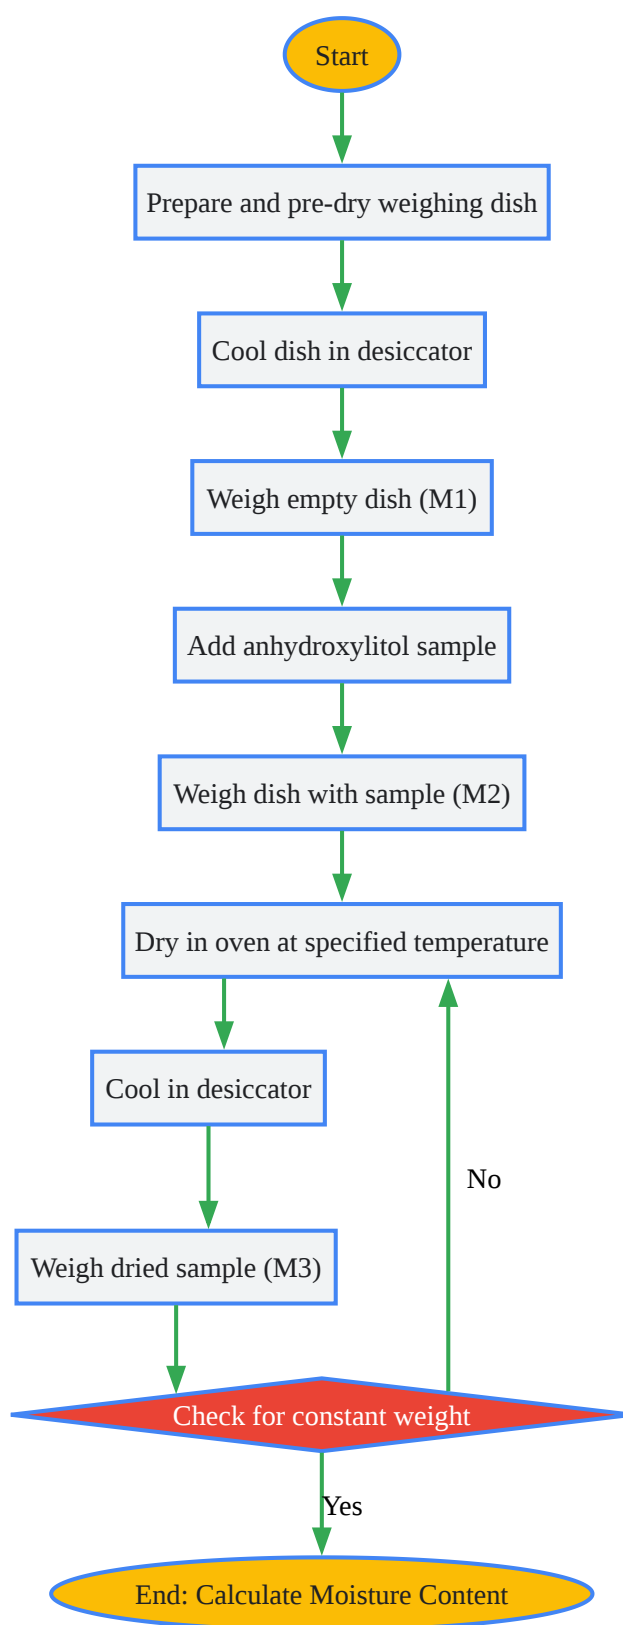 Start
Prepare and pre-dry weighing dish
Cool dish in desiccator
Weigh empty dish (M1)
Add anhydroxylitol sample
Weigh dish with sample (M2)
Dry in oven at specified temperature
Cool in desiccator
No
Weigh dried sample (M3)
Check for constant weight
Yes
End: Calculate Moisture Content